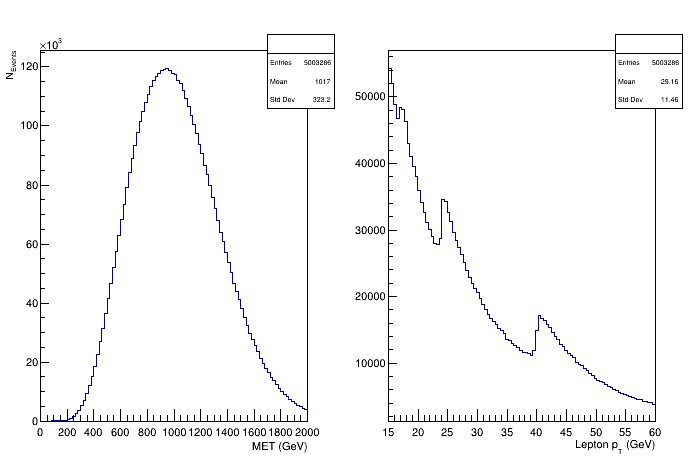 ×10³
N_Events
Entries 5003286
Mean 1017
Std Dev 323.2
120
100
80
60
40
20
0
0 200 400 600 800 1000 1200 1400 1600 1800 2000
MET (GeV)
Entries 5003286
Mean 29.16
Std Dev 11.46
50000
40000
30000
20000
10000
15 20 25 30 35 40 45 50 55 60
Lepton p_T (GeV)